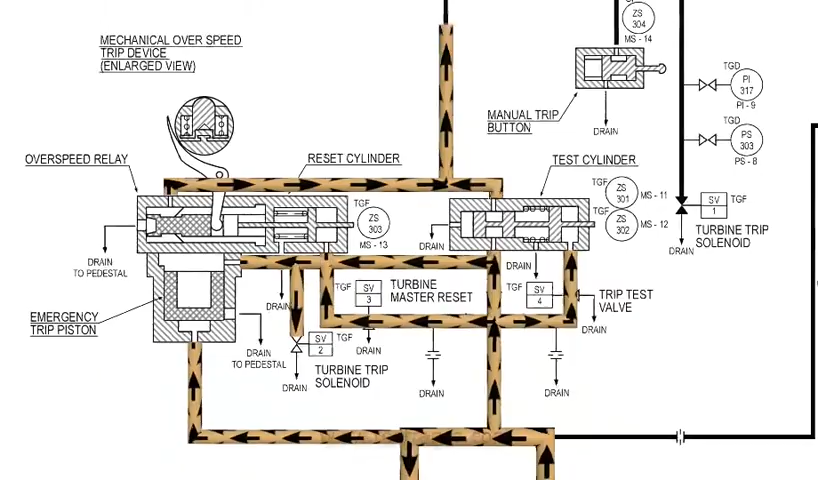 ZS
304
MS - 14
MECHANICAL OVER SPEED
TRIP DEVICE
(ENLARGED VIEW)
TGD
PI
317
PI - 9
MANUAL TRIP
BUTTON
DRAIN
TGD
PS
303
PS - 8
OVERSPEED RELAY
RESET CYLINDER
TEST CYLINDER
TGF
ZS
303
MS - 13
TGF
ZS
301
MS - 11
ZS
302
MS - 12
SV
1
TGF
TURBINE TRIP
SOLENOID
DRAIN
DRAIN
DRAIN
TO PEDESTAL
DRAIN
TGF
SV
3
TURBINE
MASTER RESET
TGF
SV
4
TRIP TEST
VALVE
DRAIN
EMERGENCY
TRIP PISTON
DRAIN
DRAIN
TO PEDESTAL
SV
2
TGF
DRAIN
TURBINE TRIP
SOLENOID
DRAIN
DRAIN
DRAIN